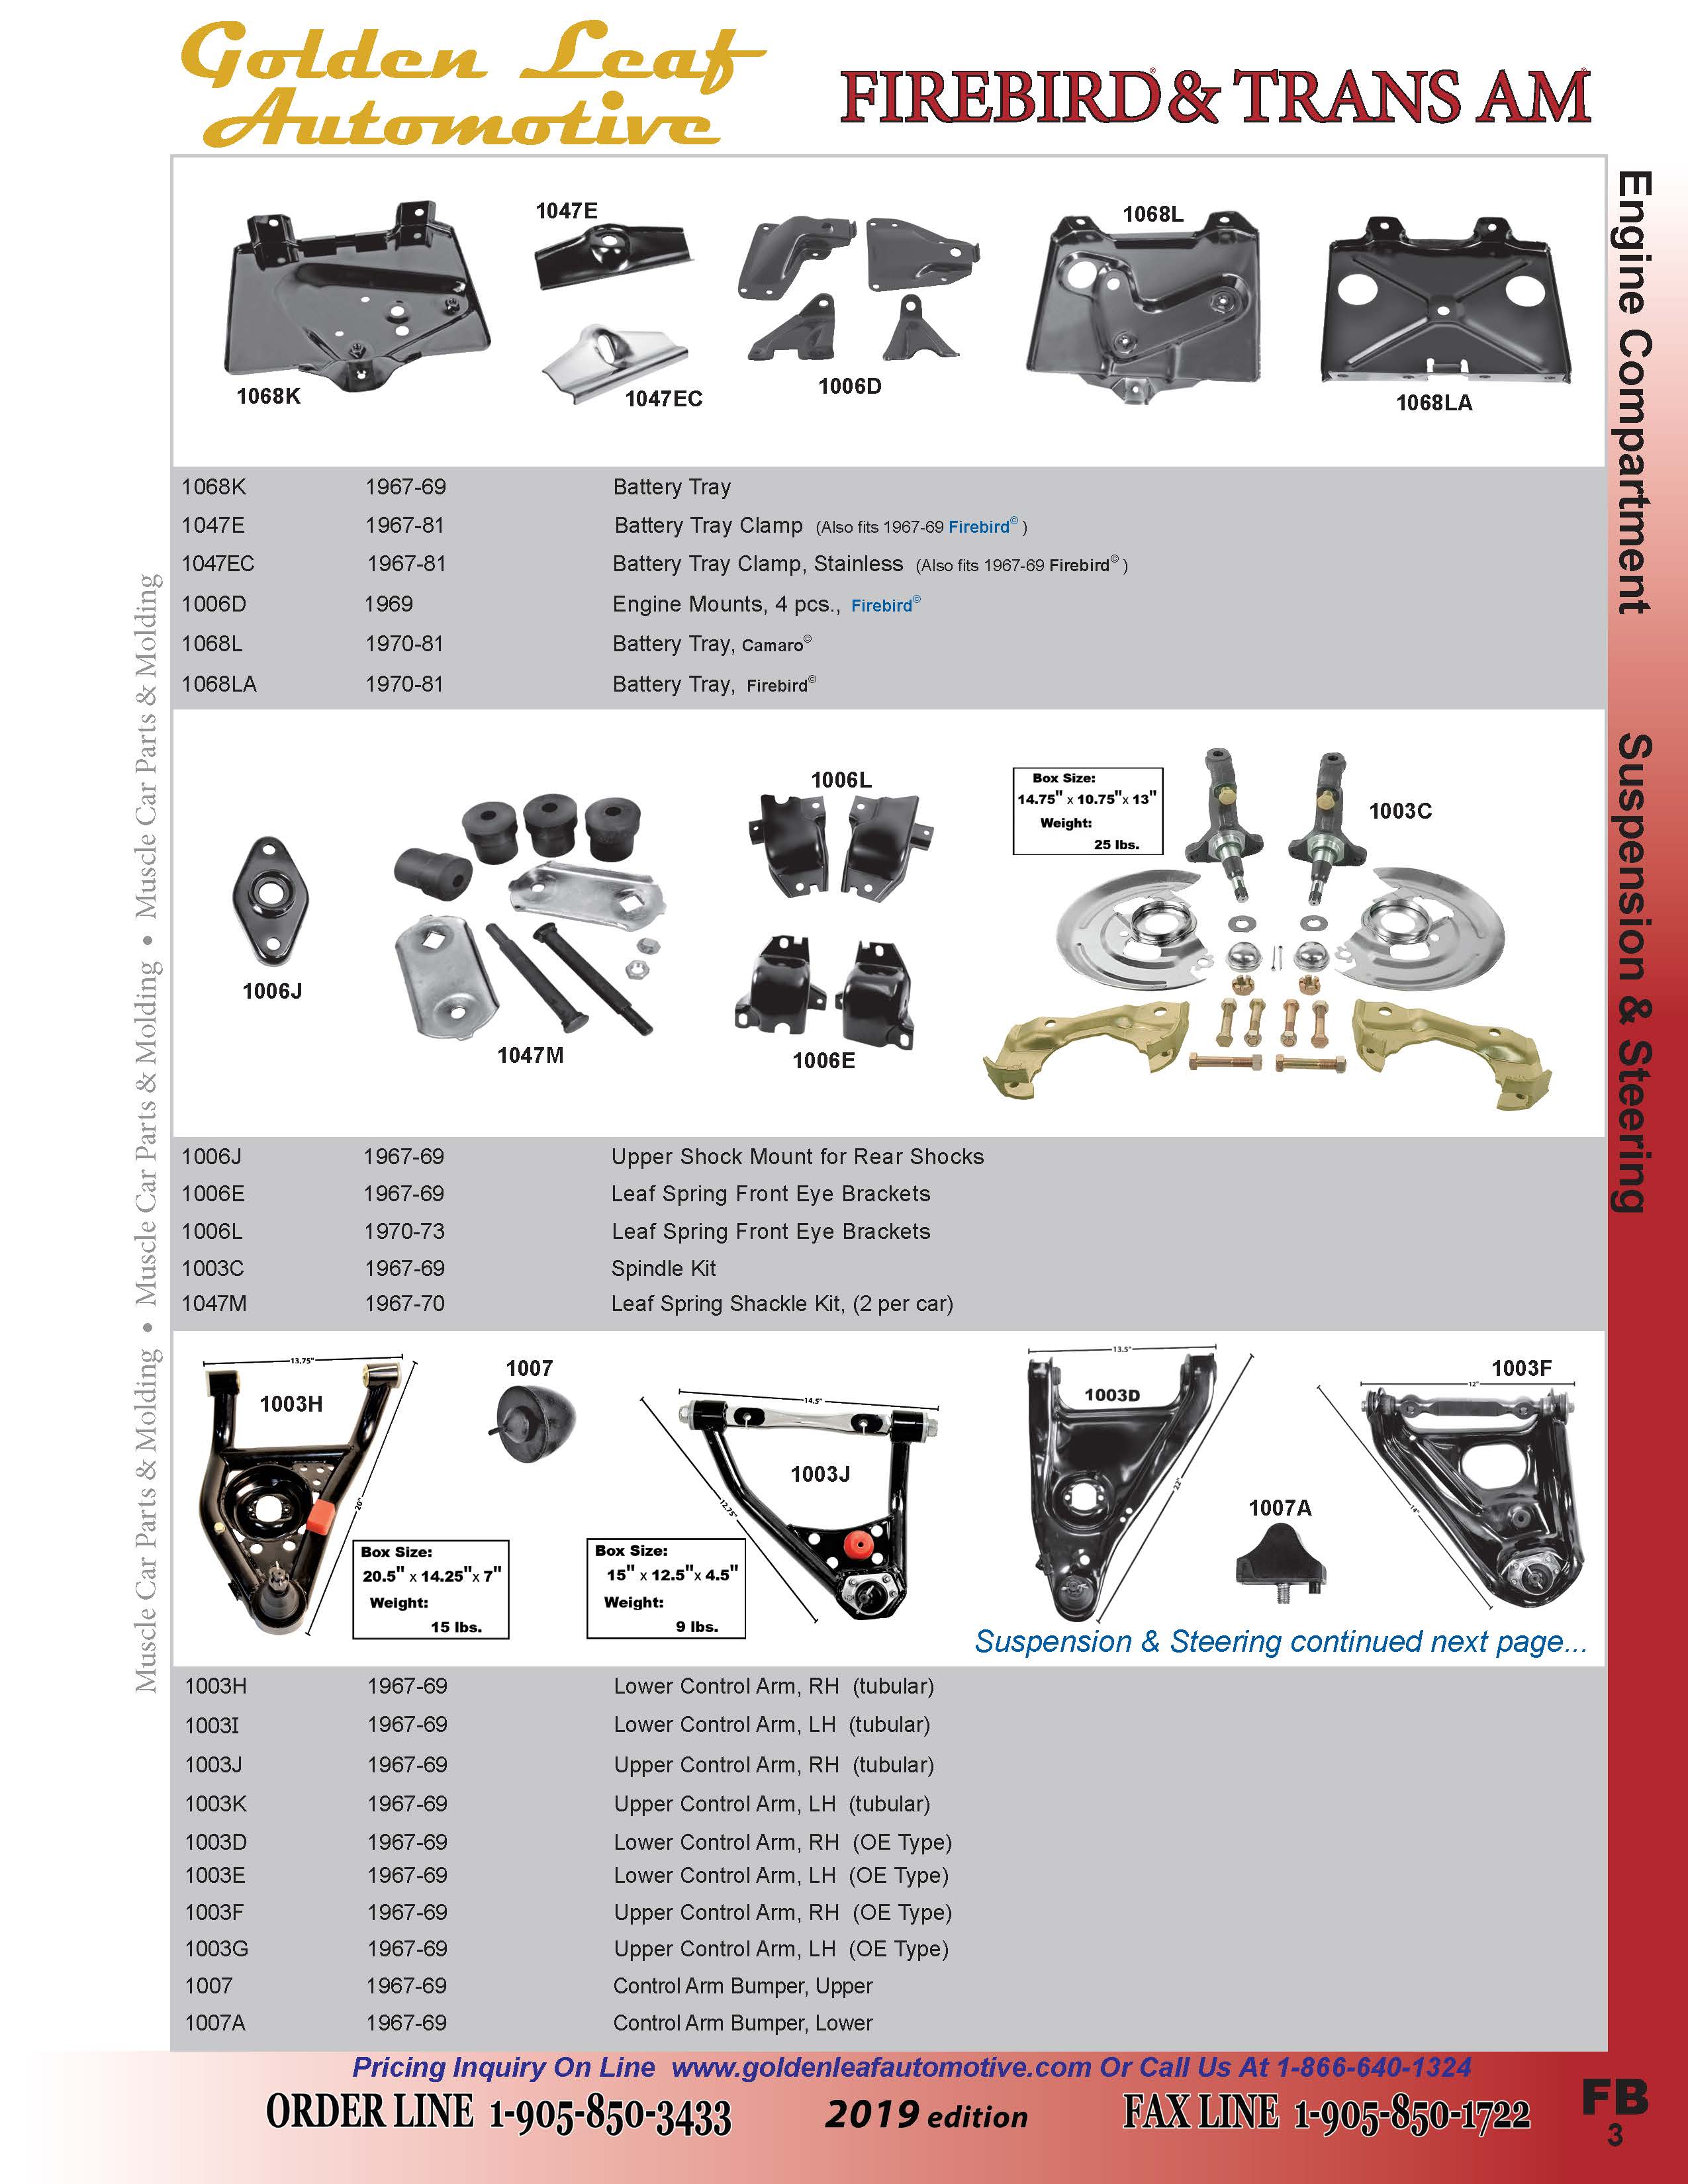 Golden Leaf
Automotive
FIREBIRD® & TRANS AM®
Engine Compartment
Suspension & Steering
Muscle Car Parts & Molding • Muscle Car Parts & Molding • Muscle Car Parts & Molding
1068K
1047E
1047EC
1006D
1068L
1068LA
1068K 1967-69 Battery Tray
1047E 1967-81 Battery Tray Clamp (Also fits 1967-69 Firebird©)
1047EC 1967-81 Battery Tray Clamp, Stainless (Also fits 1967-69 Firebird©)
1006D 1969 Engine Mounts, 4 pcs., Firebird©
1068L 1970-81 Battery Tray, Camaro©
1068LA 1970-81 Battery Tray, Firebird©
1006J
1047M
1006L
1006E
Box Size:
14.75" x 10.75" x 13"
Weight:
25 lbs.
1003C
1006J 1967-69 Upper Shock Mount for Rear Shocks
1006E 1967-69 Leaf Spring Front Eye Brackets
1006L 1970-73 Leaf Spring Front Eye Brackets
1003C 1967-69 Spindle Kit
1047M 1967-70 Leaf Spring Shackle Kit, (2 per car)
13.75"
1003H
20"
Box Size:
20.5" x 14.25" x 7"
Weight:
15 lbs.
1007
14.5"
1003J
12.75"
Box Size:
15" x 12.5" x 4.5"
Weight:
9 lbs.
13.5"
1003D
22"
1007A
1003F
12"
14"
Suspension & Steering continued next page...
1003H 1967-69 Lower Control Arm, RH (tubular)
1003I 1967-69 Lower Control Arm, LH (tubular)
1003J 1967-69 Upper Control Arm, RH (tubular)
1003K 1967-69 Upper Control Arm, LH (tubular)
1003D 1967-69 Lower Control Arm, RH (OE Type)
1003E 1967-69 Lower Control Arm, LH (OE Type)
1003F 1967-69 Upper Control Arm, RH (OE Type)
1003G 1967-69 Upper Control Arm, LH (OE Type)
1007 1967-69 Control Arm Bumper, Upper
1007A 1967-69 Control Arm Bumper, Lower
Pricing Inquiry On Line www.goldenleafautomotive.com Or Call Us At 1-866-640-1324
ORDER LINE 1-905-850-3433 2019 edition FAX LINE 1-905-850-1722
FB
3